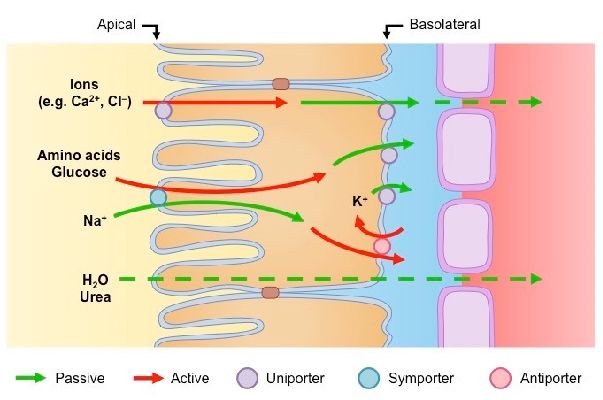 Apical
Basolateral
Ions
(e.g. Ca²⁺, Cl⁻)
Amino acids
Glucose
Na⁺
K⁺
H₂O
Urea
Passive
Active
Uniporter
Symporter
Antiporter